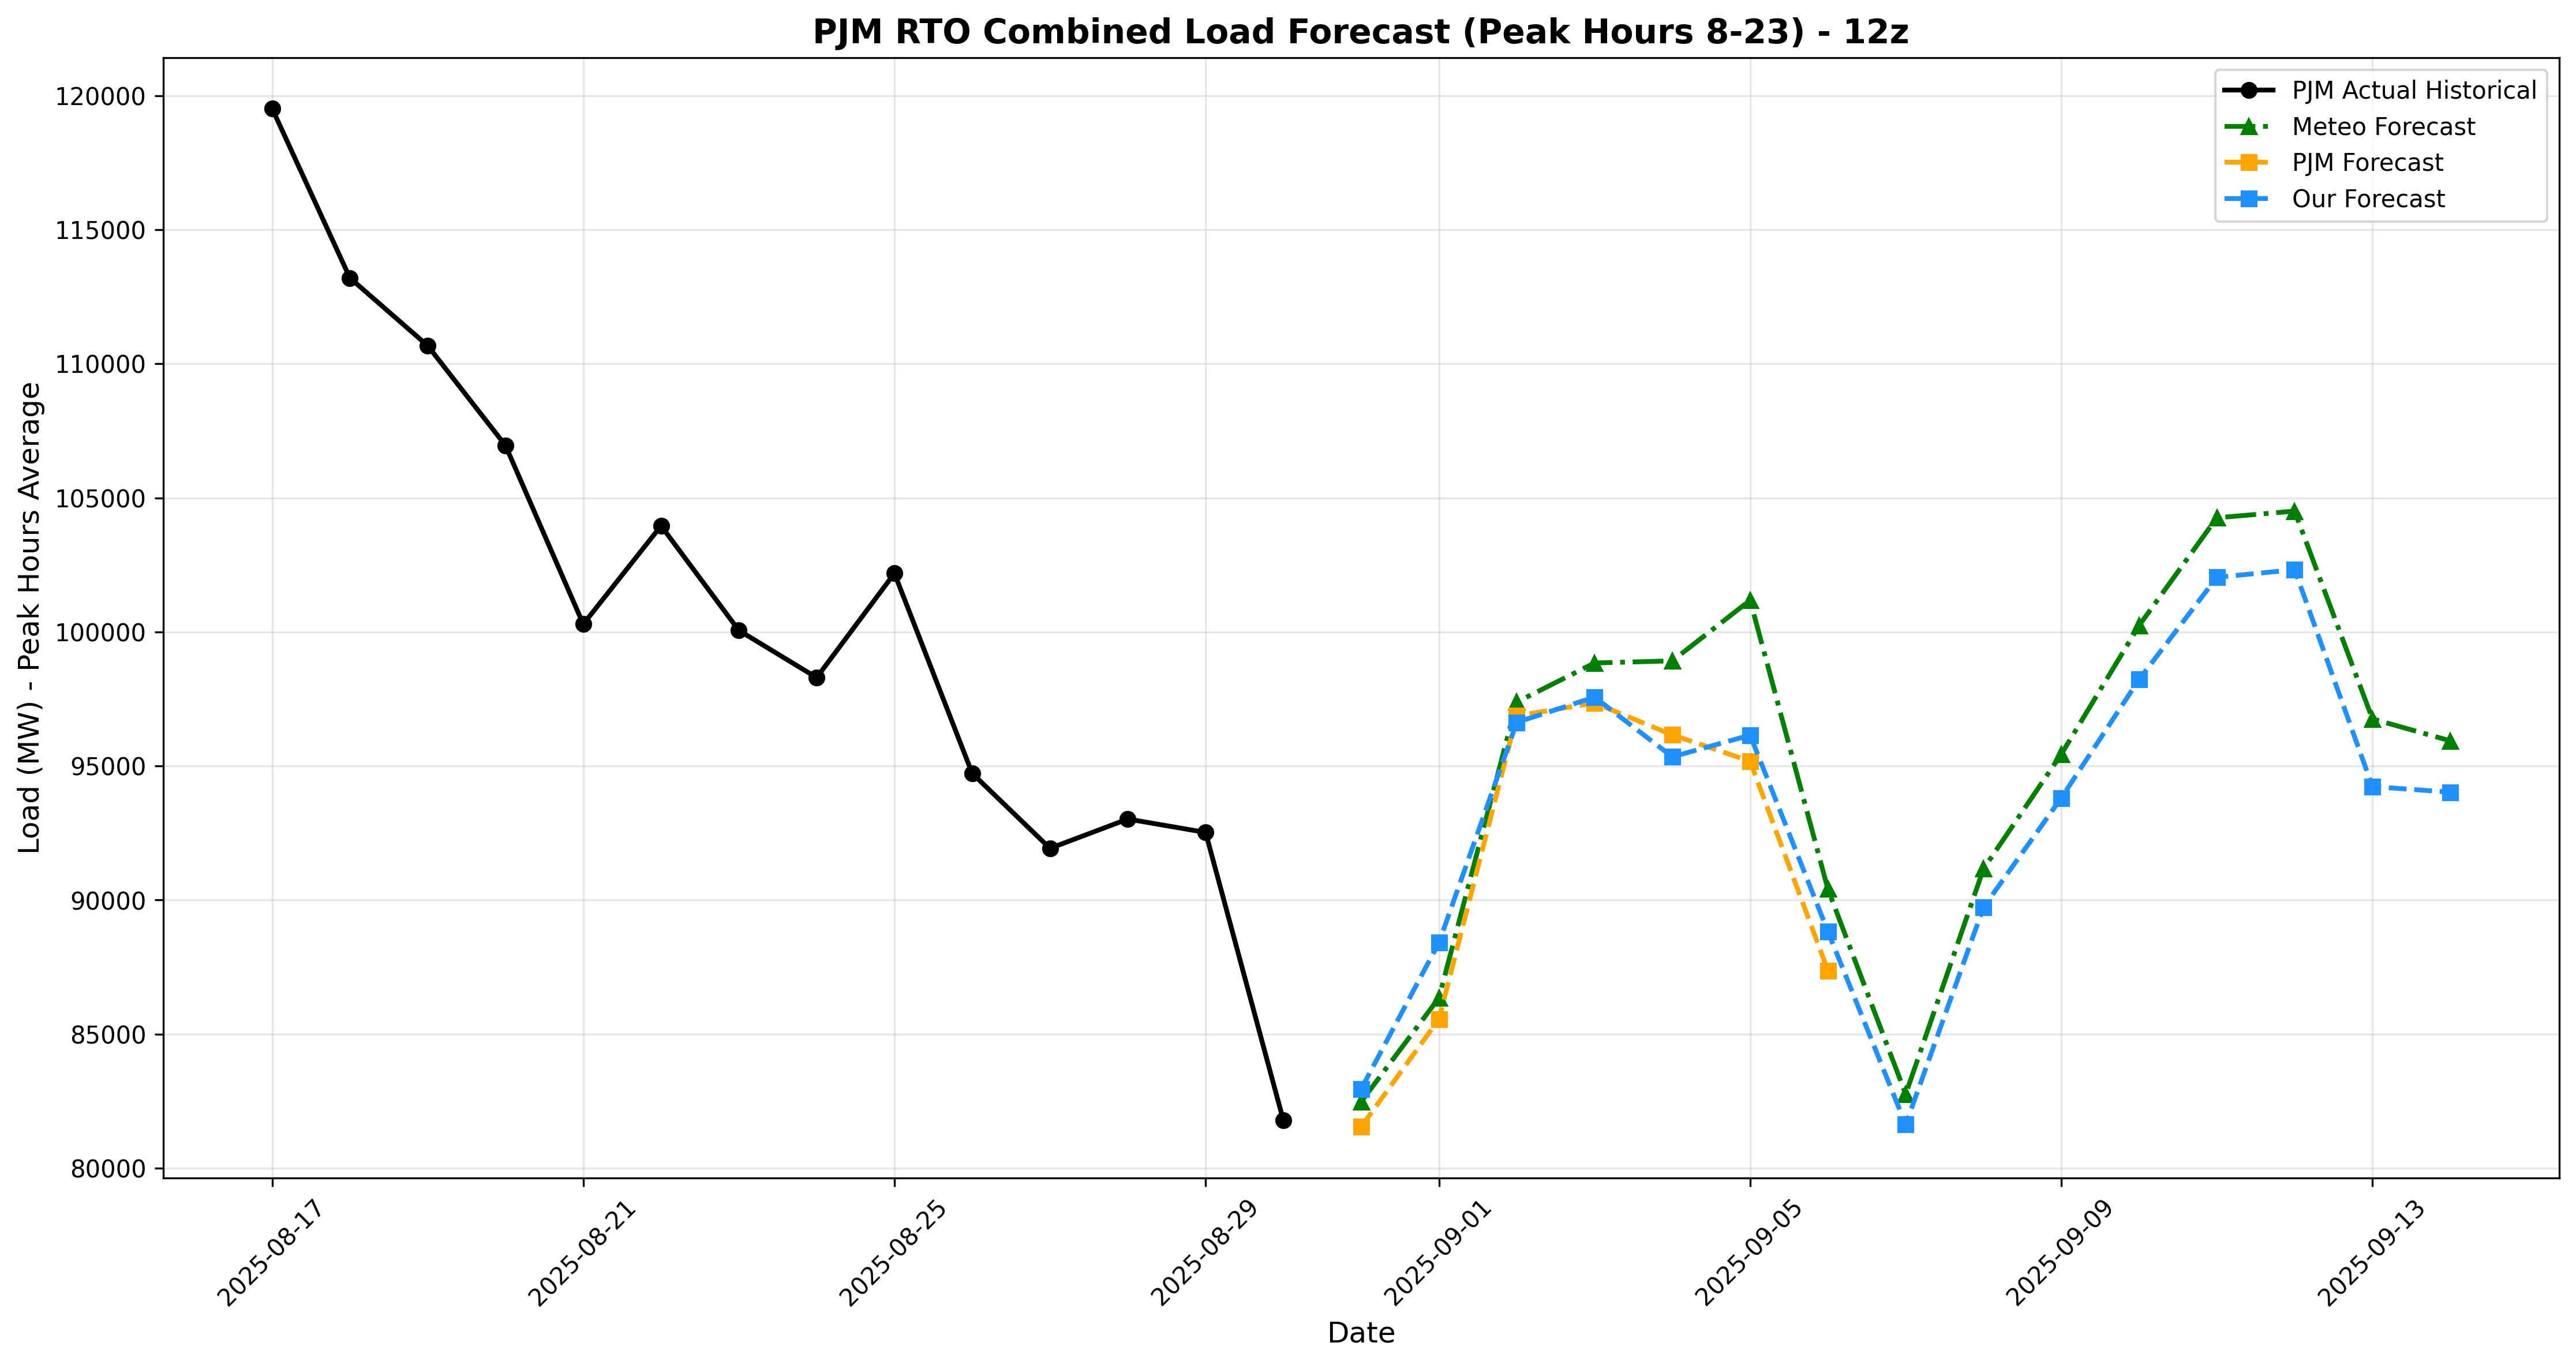 PJM RTO Combined Load Forecast (Peak Hours 8-23) - 12z
PJM Actual Historical
Meteo Forecast
PJM Forecast
Our Forecast
Load (MW) - Peak Hours Average
120000
115000
110000
105000
100000
95000
90000
85000
80000
2025-08-17
2025-08-21
2025-08-25
2025-08-29
2025-09-01
2025-09-05
2025-09-09
2025-09-13
Date